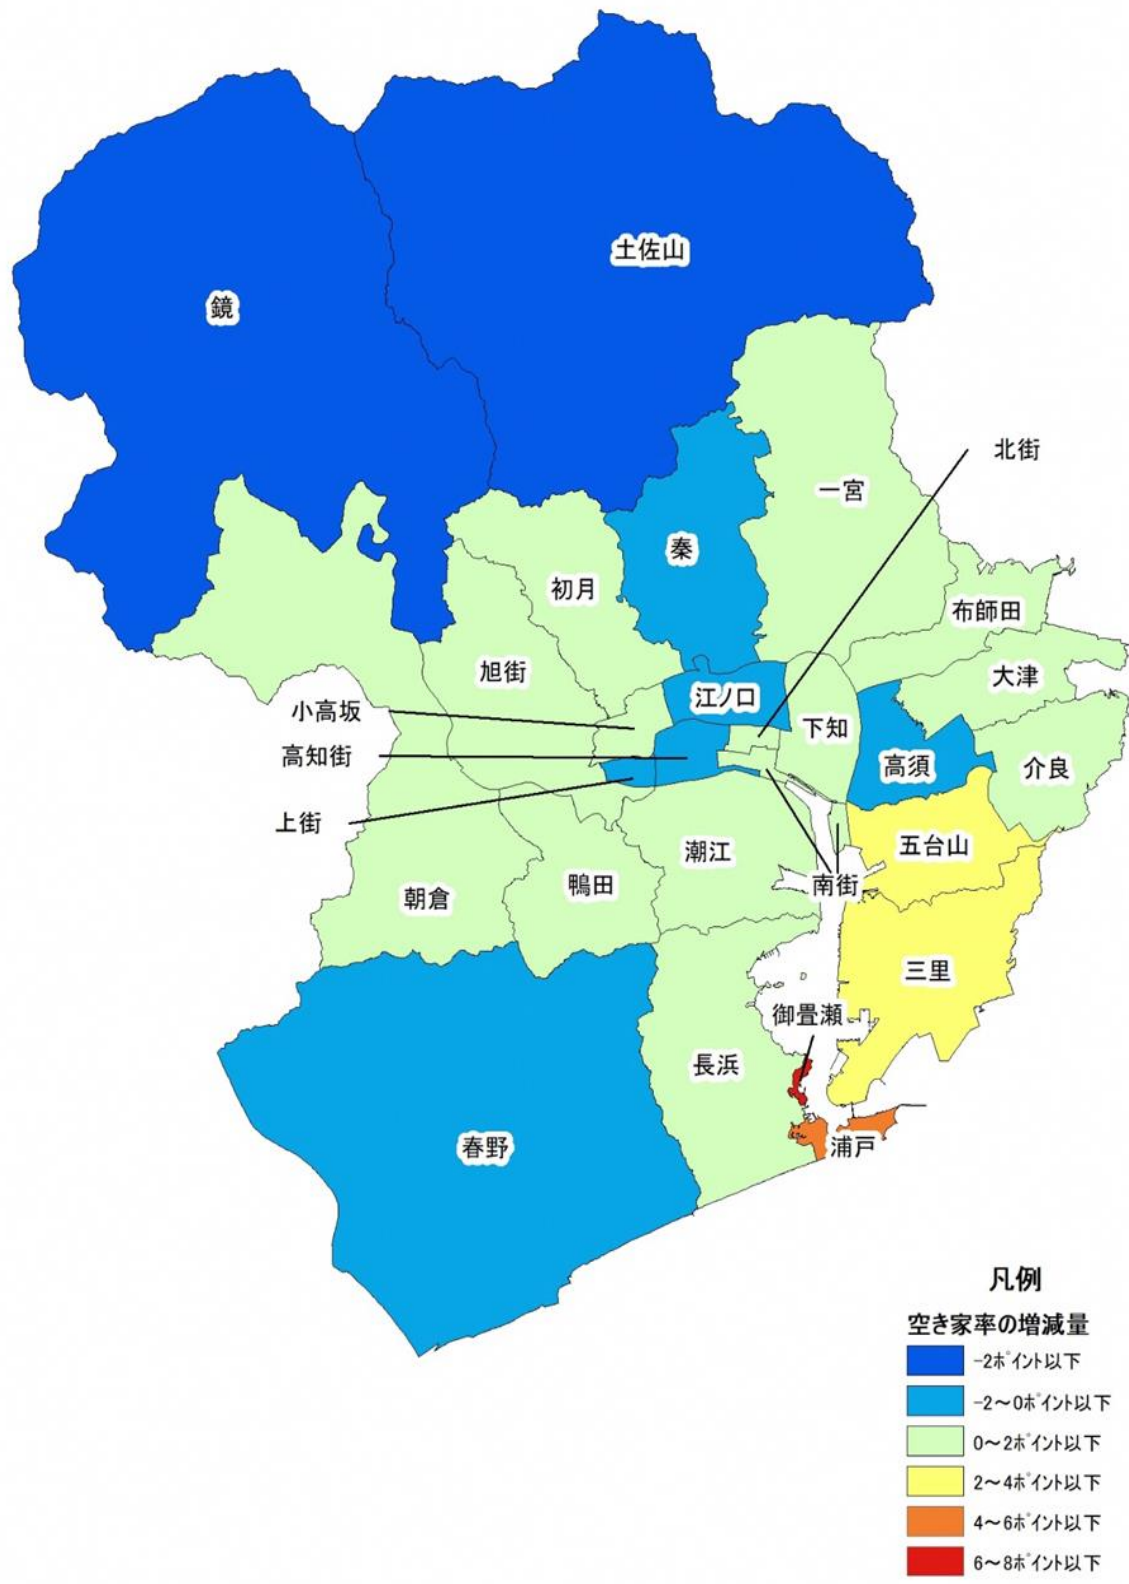 土佐山
鏡
北街
一宮
秦
初月
布師田
旭街
大津
江ノ口
小高坂
下知
高知街
高須
介良
上街
潮江
五台山
鴨田
南街
朝倉
三里
御畳瀬
長浜
春野
浦戸
凡例
空き家率の増減量
-2ポイント以下
-2～0ポイント以下
0～2ポイント以下
2～4ポイント以下
4～6ポイント以下
6～8ポイント以下